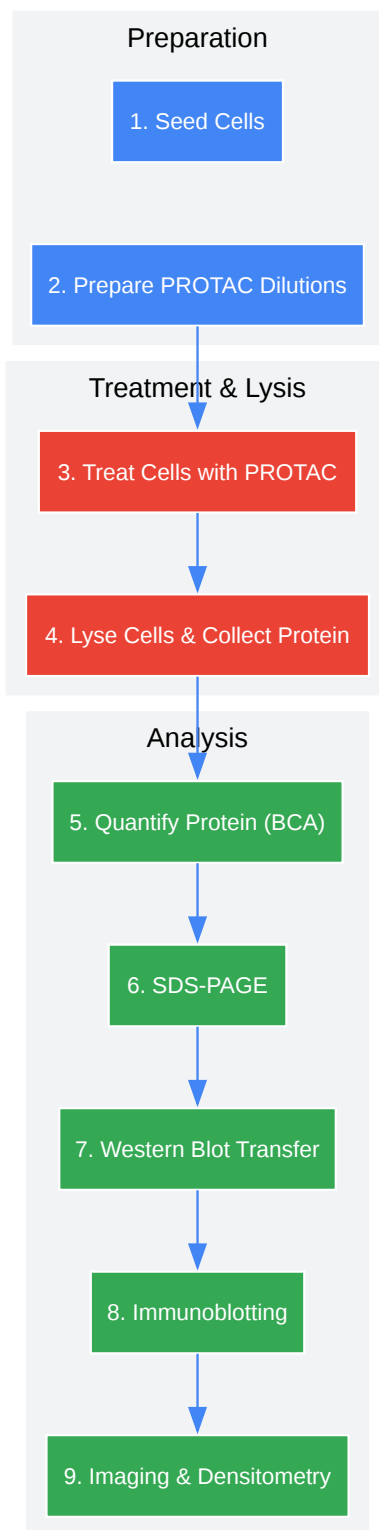 Preparation
1. Seed Cells
2. Prepare PROTAC Dilutions
Treatment & Lysis
3. Treat Cells with PROTAC
4. Lyse Cells & Collect Protein
Analysis
5. Quantify Protein (BCA)
6. SDS-PAGE
7. Western Blot Transfer
8. Immunoblotting
9. Imaging & Densitometry